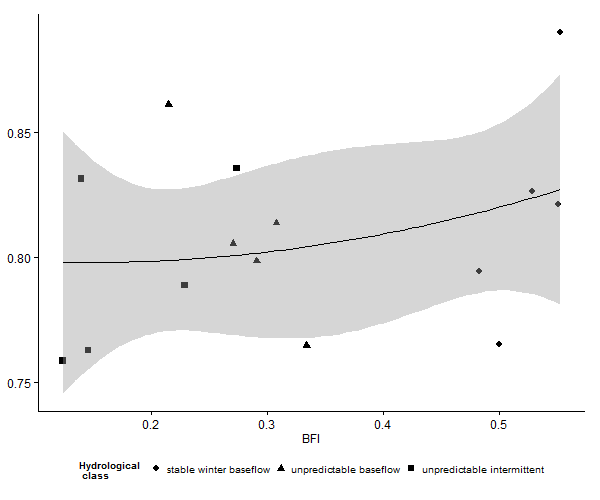 0.85
0.80
0.75
0.2 0.3 0.4 0.5
BFI
Hydrological
class
stable winter baseflow unpredictable baseflow unpredictable intermittent